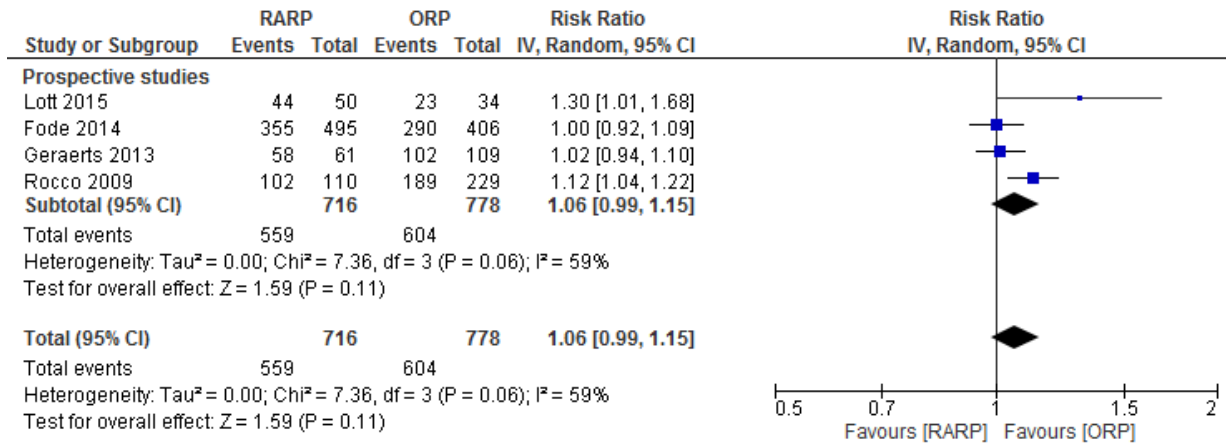 RARP ORP Risk Ratio Risk Ratio
Study or Subgroup Events Total Events Total IV, Random, 95% CI IV, Random, 95% CI
Prospective studies
Lott 2015 44 50 23 34 1.30 [1.01, 1.68]
Fode 2014 355 495 290 406 1.00 [0.92, 1.09]
Geraerts 2013 58 61 102 109 1.02 [0.94, 1.10]
Rocco 2009 102 110 189 229 1.12 [1.04, 1.22]
Subtotal (95% CI) 716 778 1.06 [0.99, 1.15]
Total events 559 604
Heterogeneity: Tau² = 0.00; Chi² = 7.36, df = 3 (P = 0.06); I² = 59%
Test for overall effect: Z = 1.59 (P = 0.11)
Total (95% CI) 716 778 1.06 [0.99, 1.15]
Total events 559 604
Heterogeneity: Tau² = 0.00; Chi² = 7.36, df = 3 (P = 0.06); I² = 59%
Test for overall effect: Z = 1.59 (P = 0.11)
0.5 0.7 1 1.5 2
Favours [RARP] Favours [ORP]